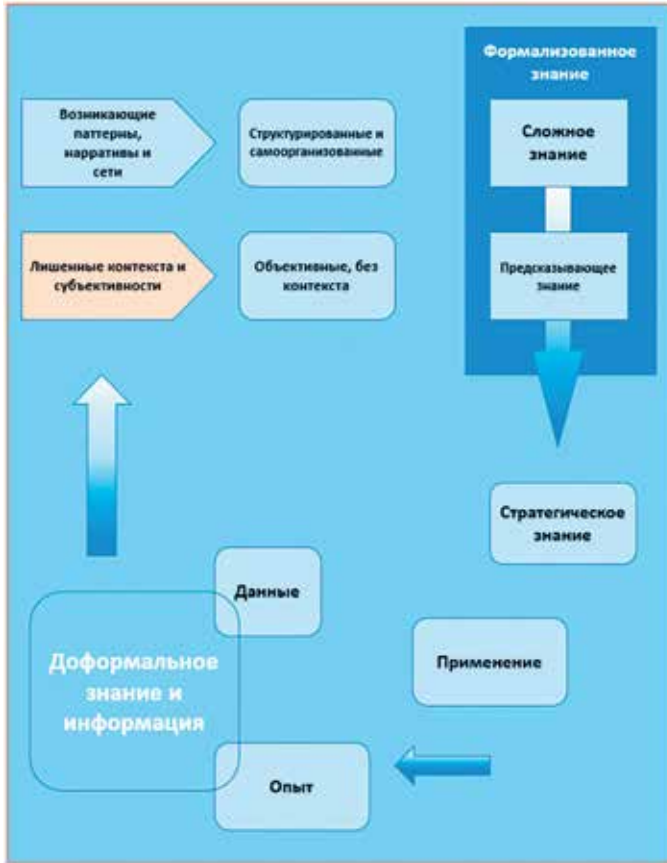 Формализованное
знание
Возникающие
паттерны,
нарративы и
сети
Структурированные и
самоорганизованные
Сложное
знание
Лишенные контекста и
субъективности
Объективные, без
контекста
Предсказывающее
знание
Стратегическое
знание
Данные
Доформальное
знание и
информация
Применение
Опыт